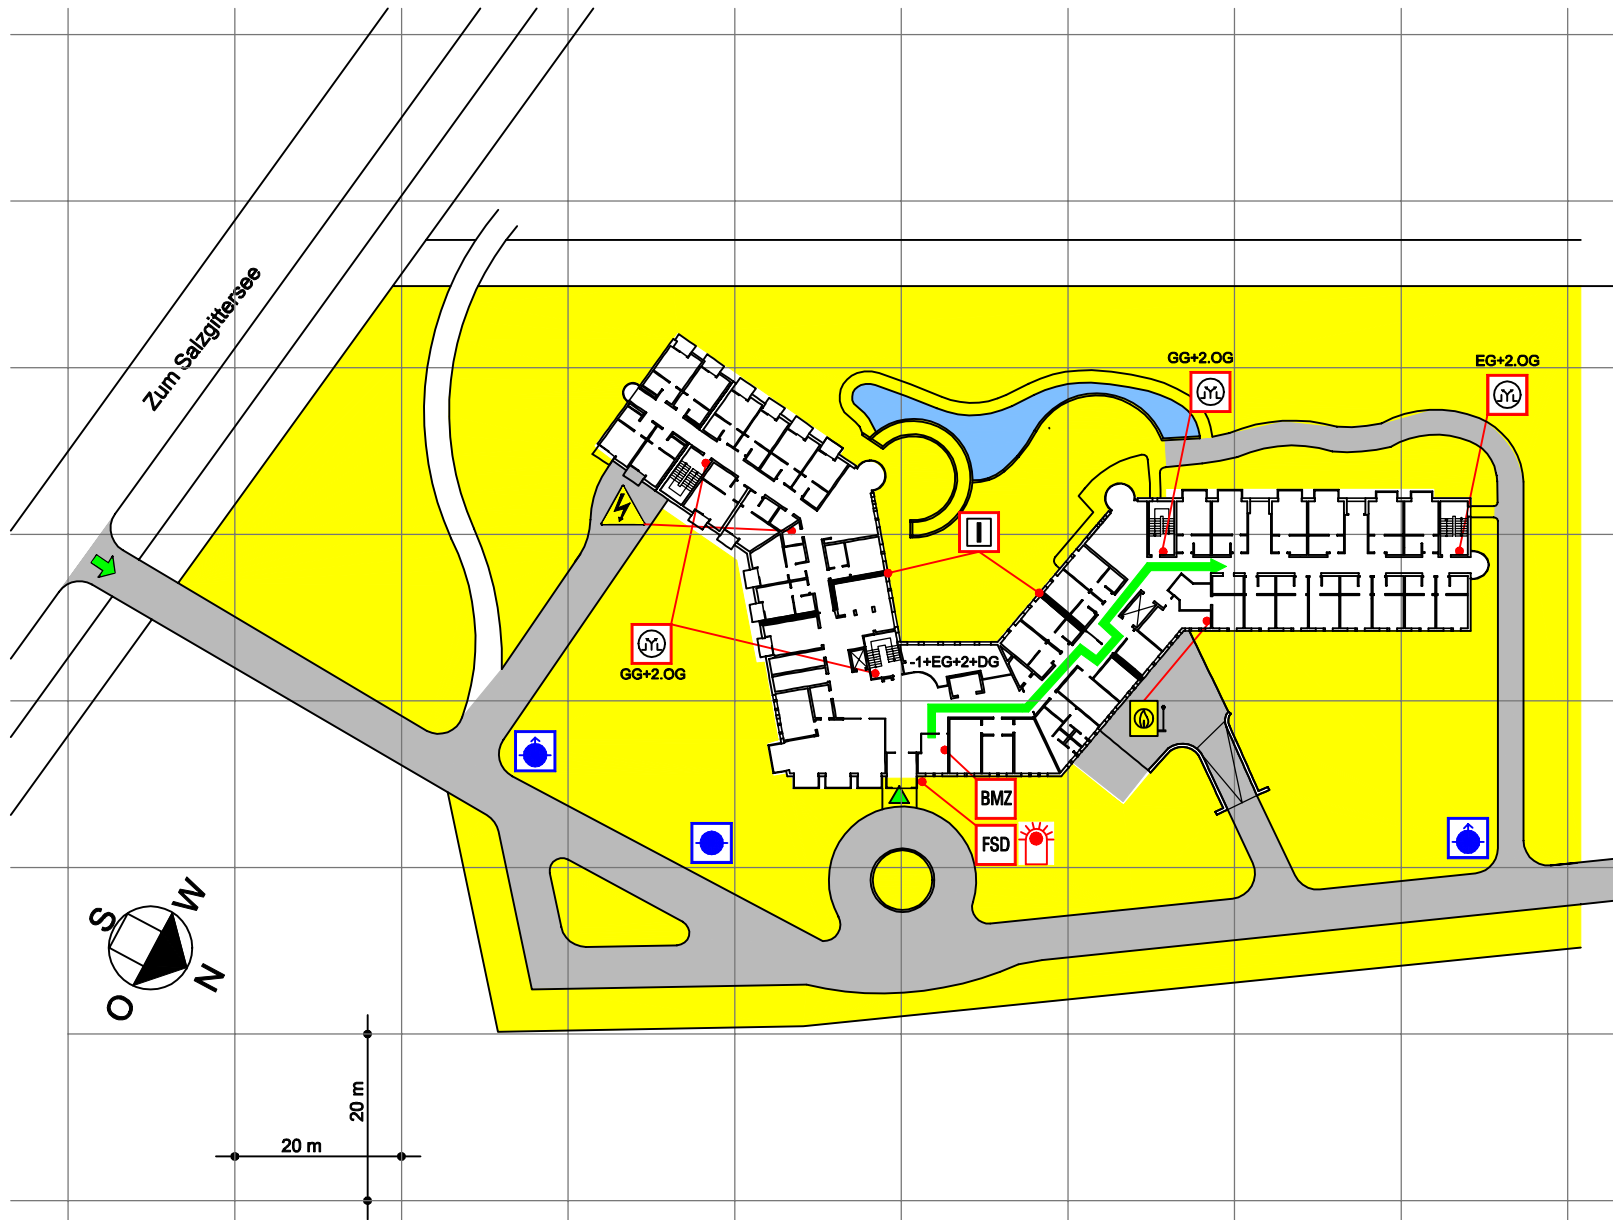 Zum Salzgittersee
GG+2.OG
EG+2.OG
GG+2.OG
-1+EG+2+DG
BMZ
FSD
S
W
O
N
20 m
20 m